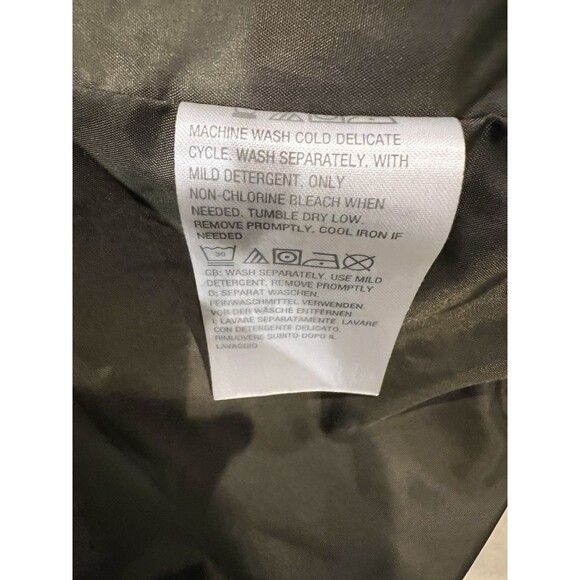 MACHINE WASH COLD DELICATE
CYCLE. WASH SEPARATELY, WITH
MILD DETERGENT, ONLY
NON-CHLORINE BLEACH WHEN
NEEDED. TUMBLE DRY LOW.
REMOVE PROMPTLY. COOL IRON IF
NEEDED
30
GB: WASH SEPARATELY. USE MILD
DETERGENT, REMOVE PROMPTLY
D: SEPARAT WASCHEN.
FEINWASCHMITTEL VERWENDEN.
VOR DER WÄSCHE ENTFERNEN
I: LAVARE SEPARATAMENTE. LAVARE
CON DETERGENTE DELICATO.
RIMUOVERE SUBITO DOPO IL
LAVAGGIO